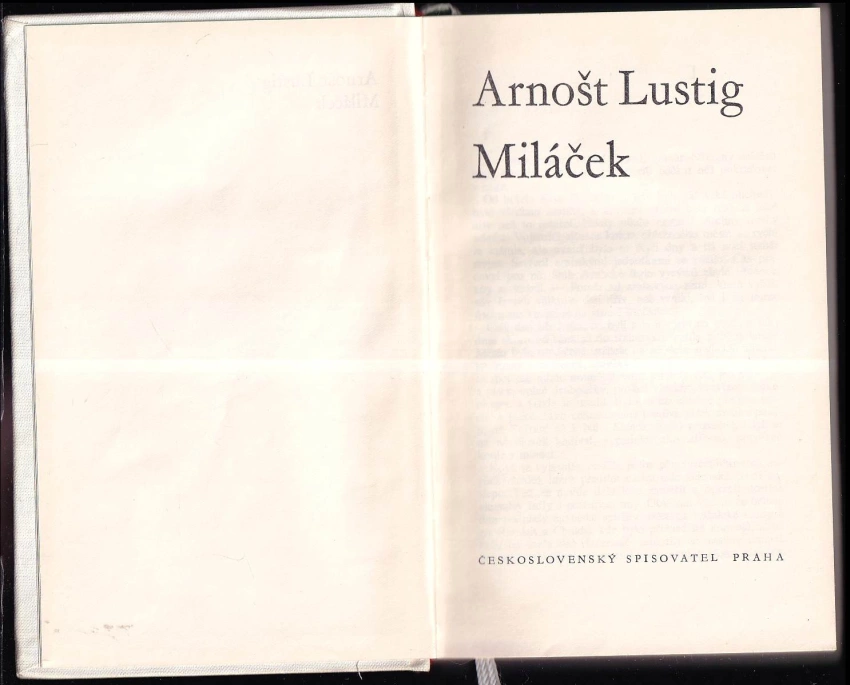 Arnošt Lustig
Miláček
ČESKOSLOVENSKÝ SPISOVATEL PRAHA